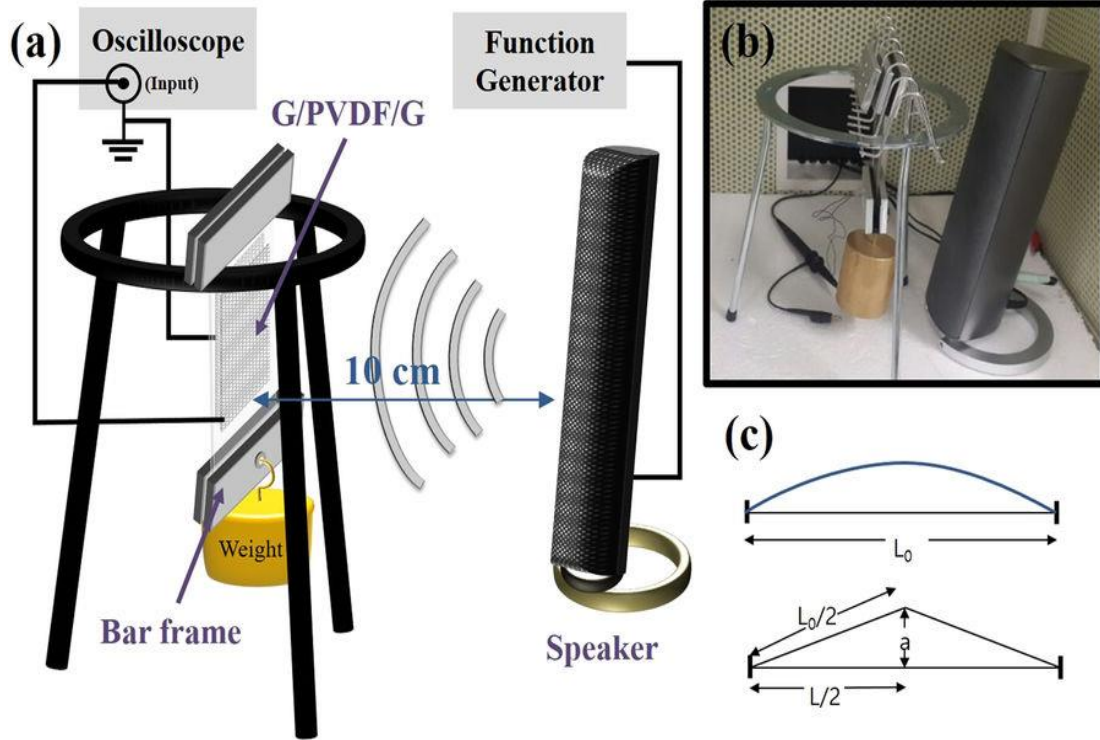 (a)
Oscilloscope
(Input)
Function
Generator
G/PVDF/G
10 cm
Weight
Bar frame
Speaker
(b)
(c)
L₀
L₀/2
a
L/2